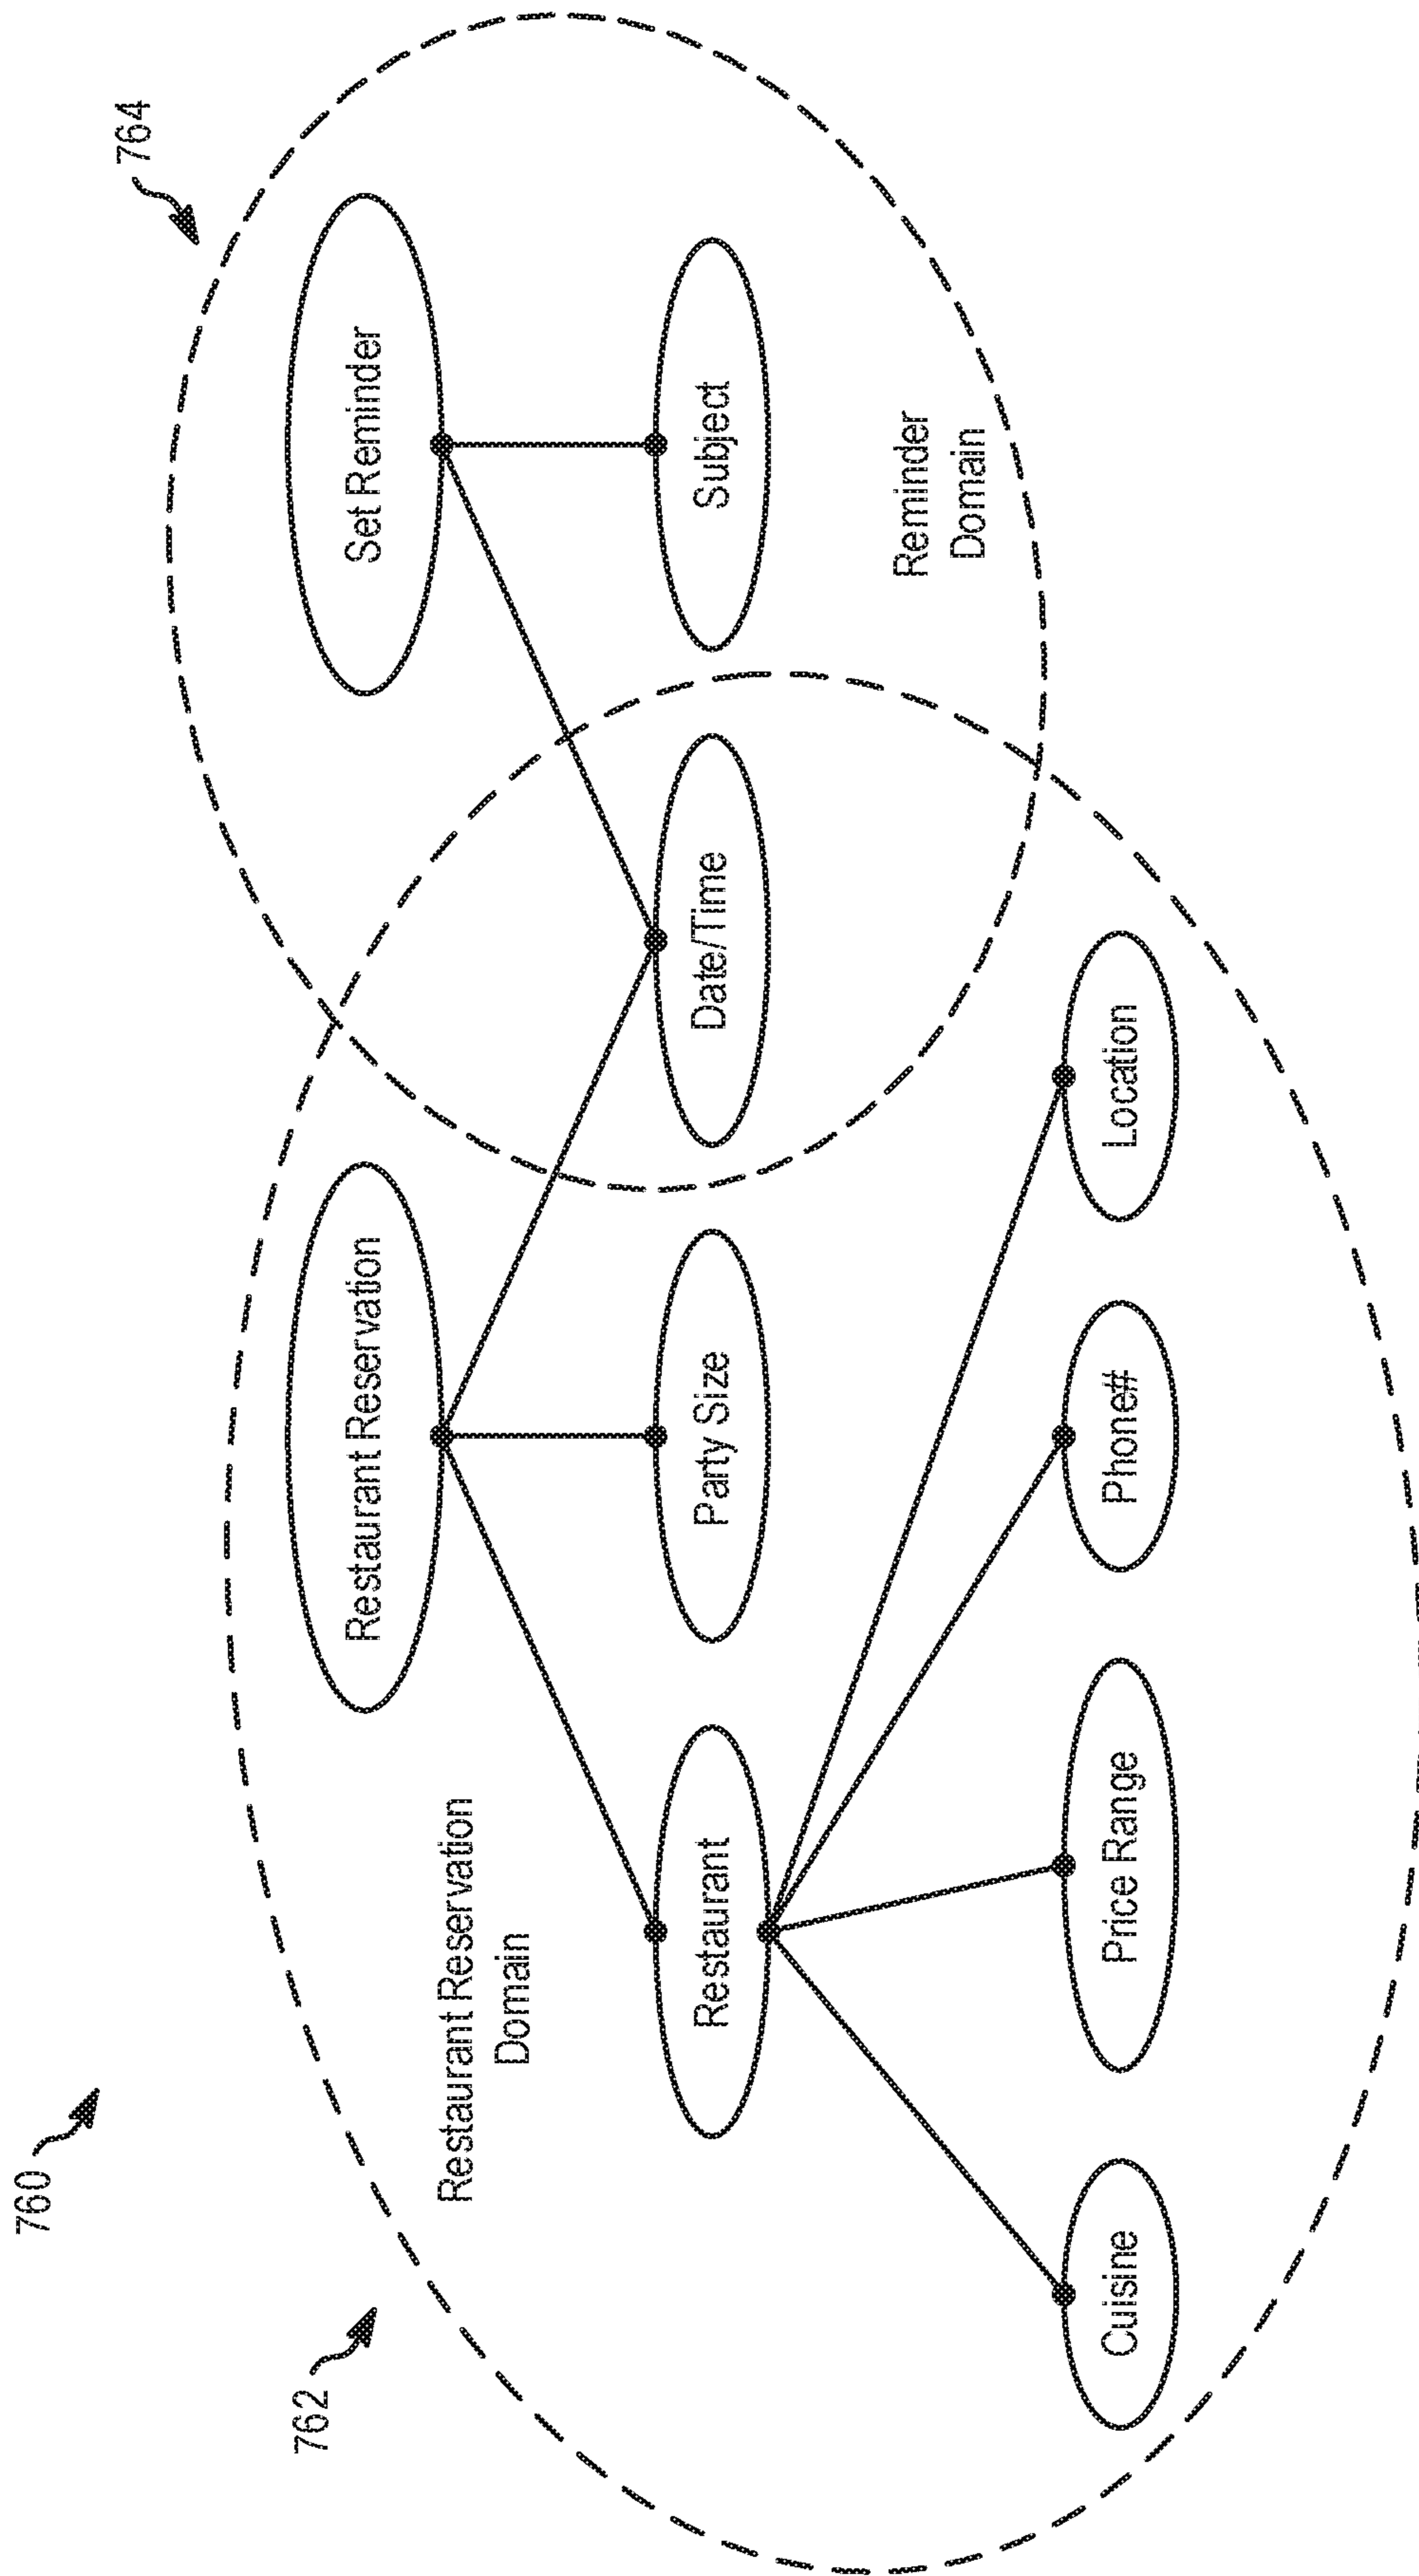 760
762
764
Restaurant Reservation
Set Reminder
Restaurant Reservation
Domain
Restaurant
Party Size
Date/Time
Subject
Reminder
Domain
Cuisine
Price Range
Phone#
Location